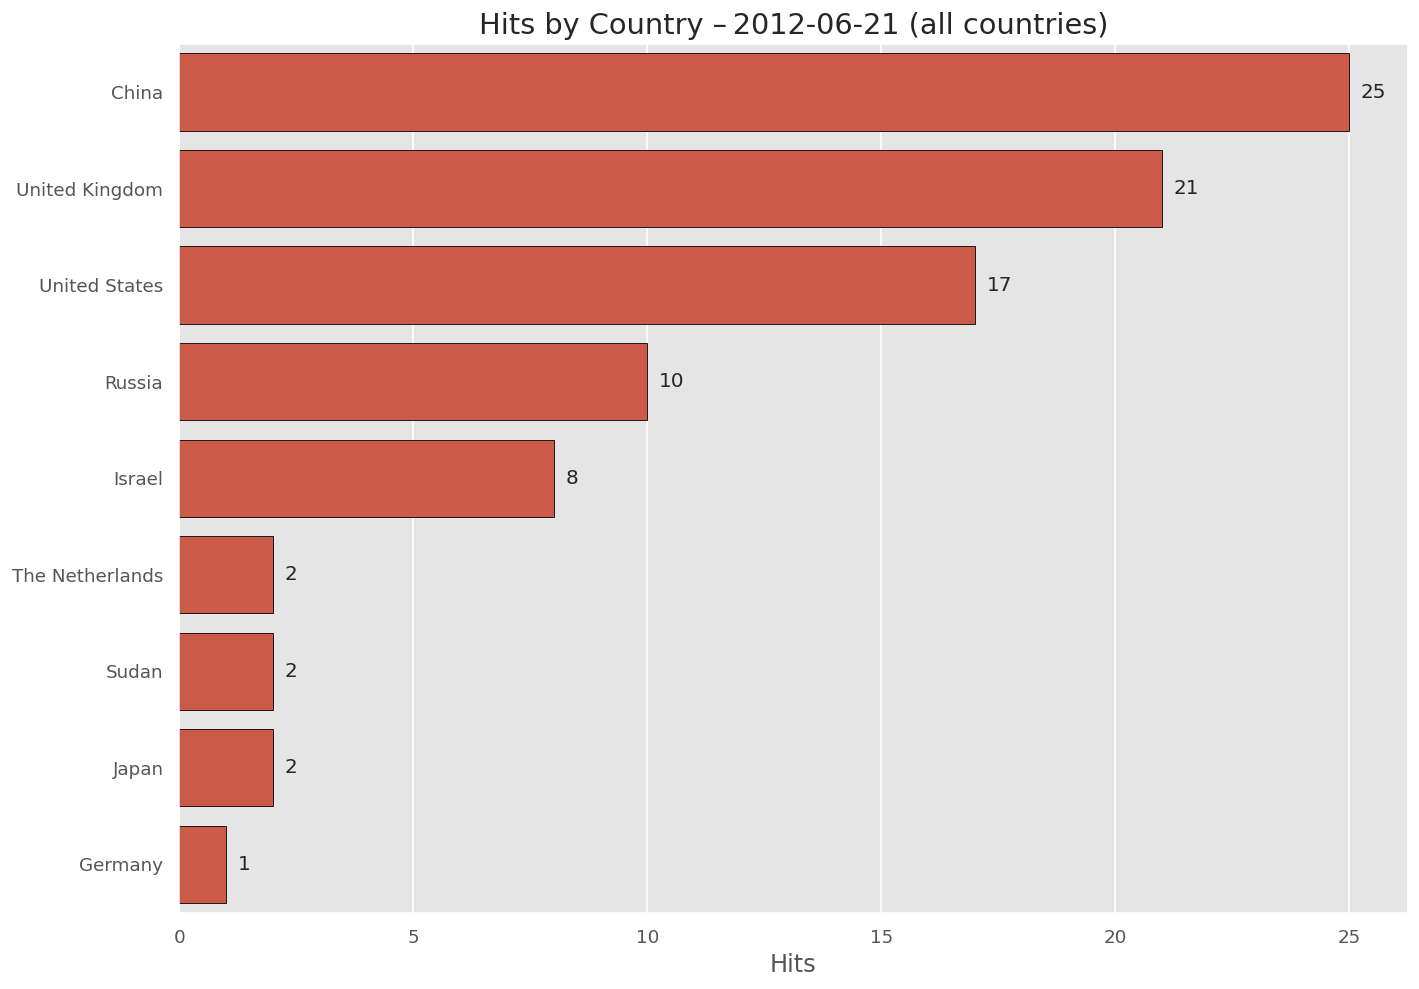 Hits by Country – 2012-06-21 (all countries)
China 25
United Kingdom 21
United States 17
Russia 10
Israel 8
The Netherlands 2
Sudan 2
Japan 2
Germany 1
0 5 10 15 20 25
Hits